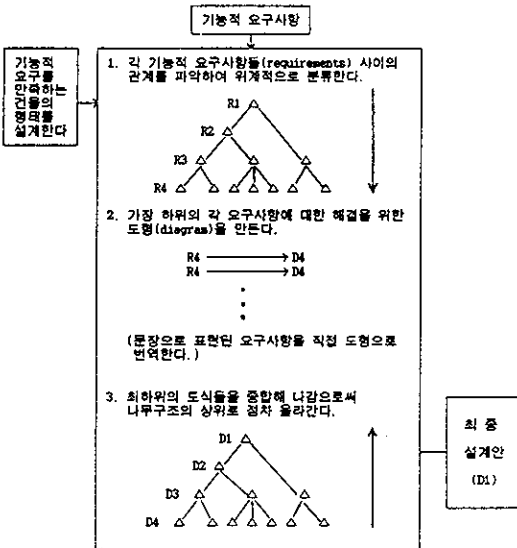 기능적 요구사항
기능적
요구를
만족하는
건물의
형태를
설계한다
1. 각 기능적 요구사항들(requirements) 사이의
관계를 파악하여 위계적으로 분류한다.
R1
R2
R3
R4
2. 가장 하위의 각 요구사항에 대한 해결을 위한
도형(diagram)을 만든다.
R4 → D4
R4 → D4
(문장으로 표현된 요구사항을 직접 도형으로
번역한다.)
3. 최하위의 도식들을 중합해 나감으로써
나무구조의 상위로 점차 올라간다.
D1
D2
D3
D4
최 종
설계안
(D1)